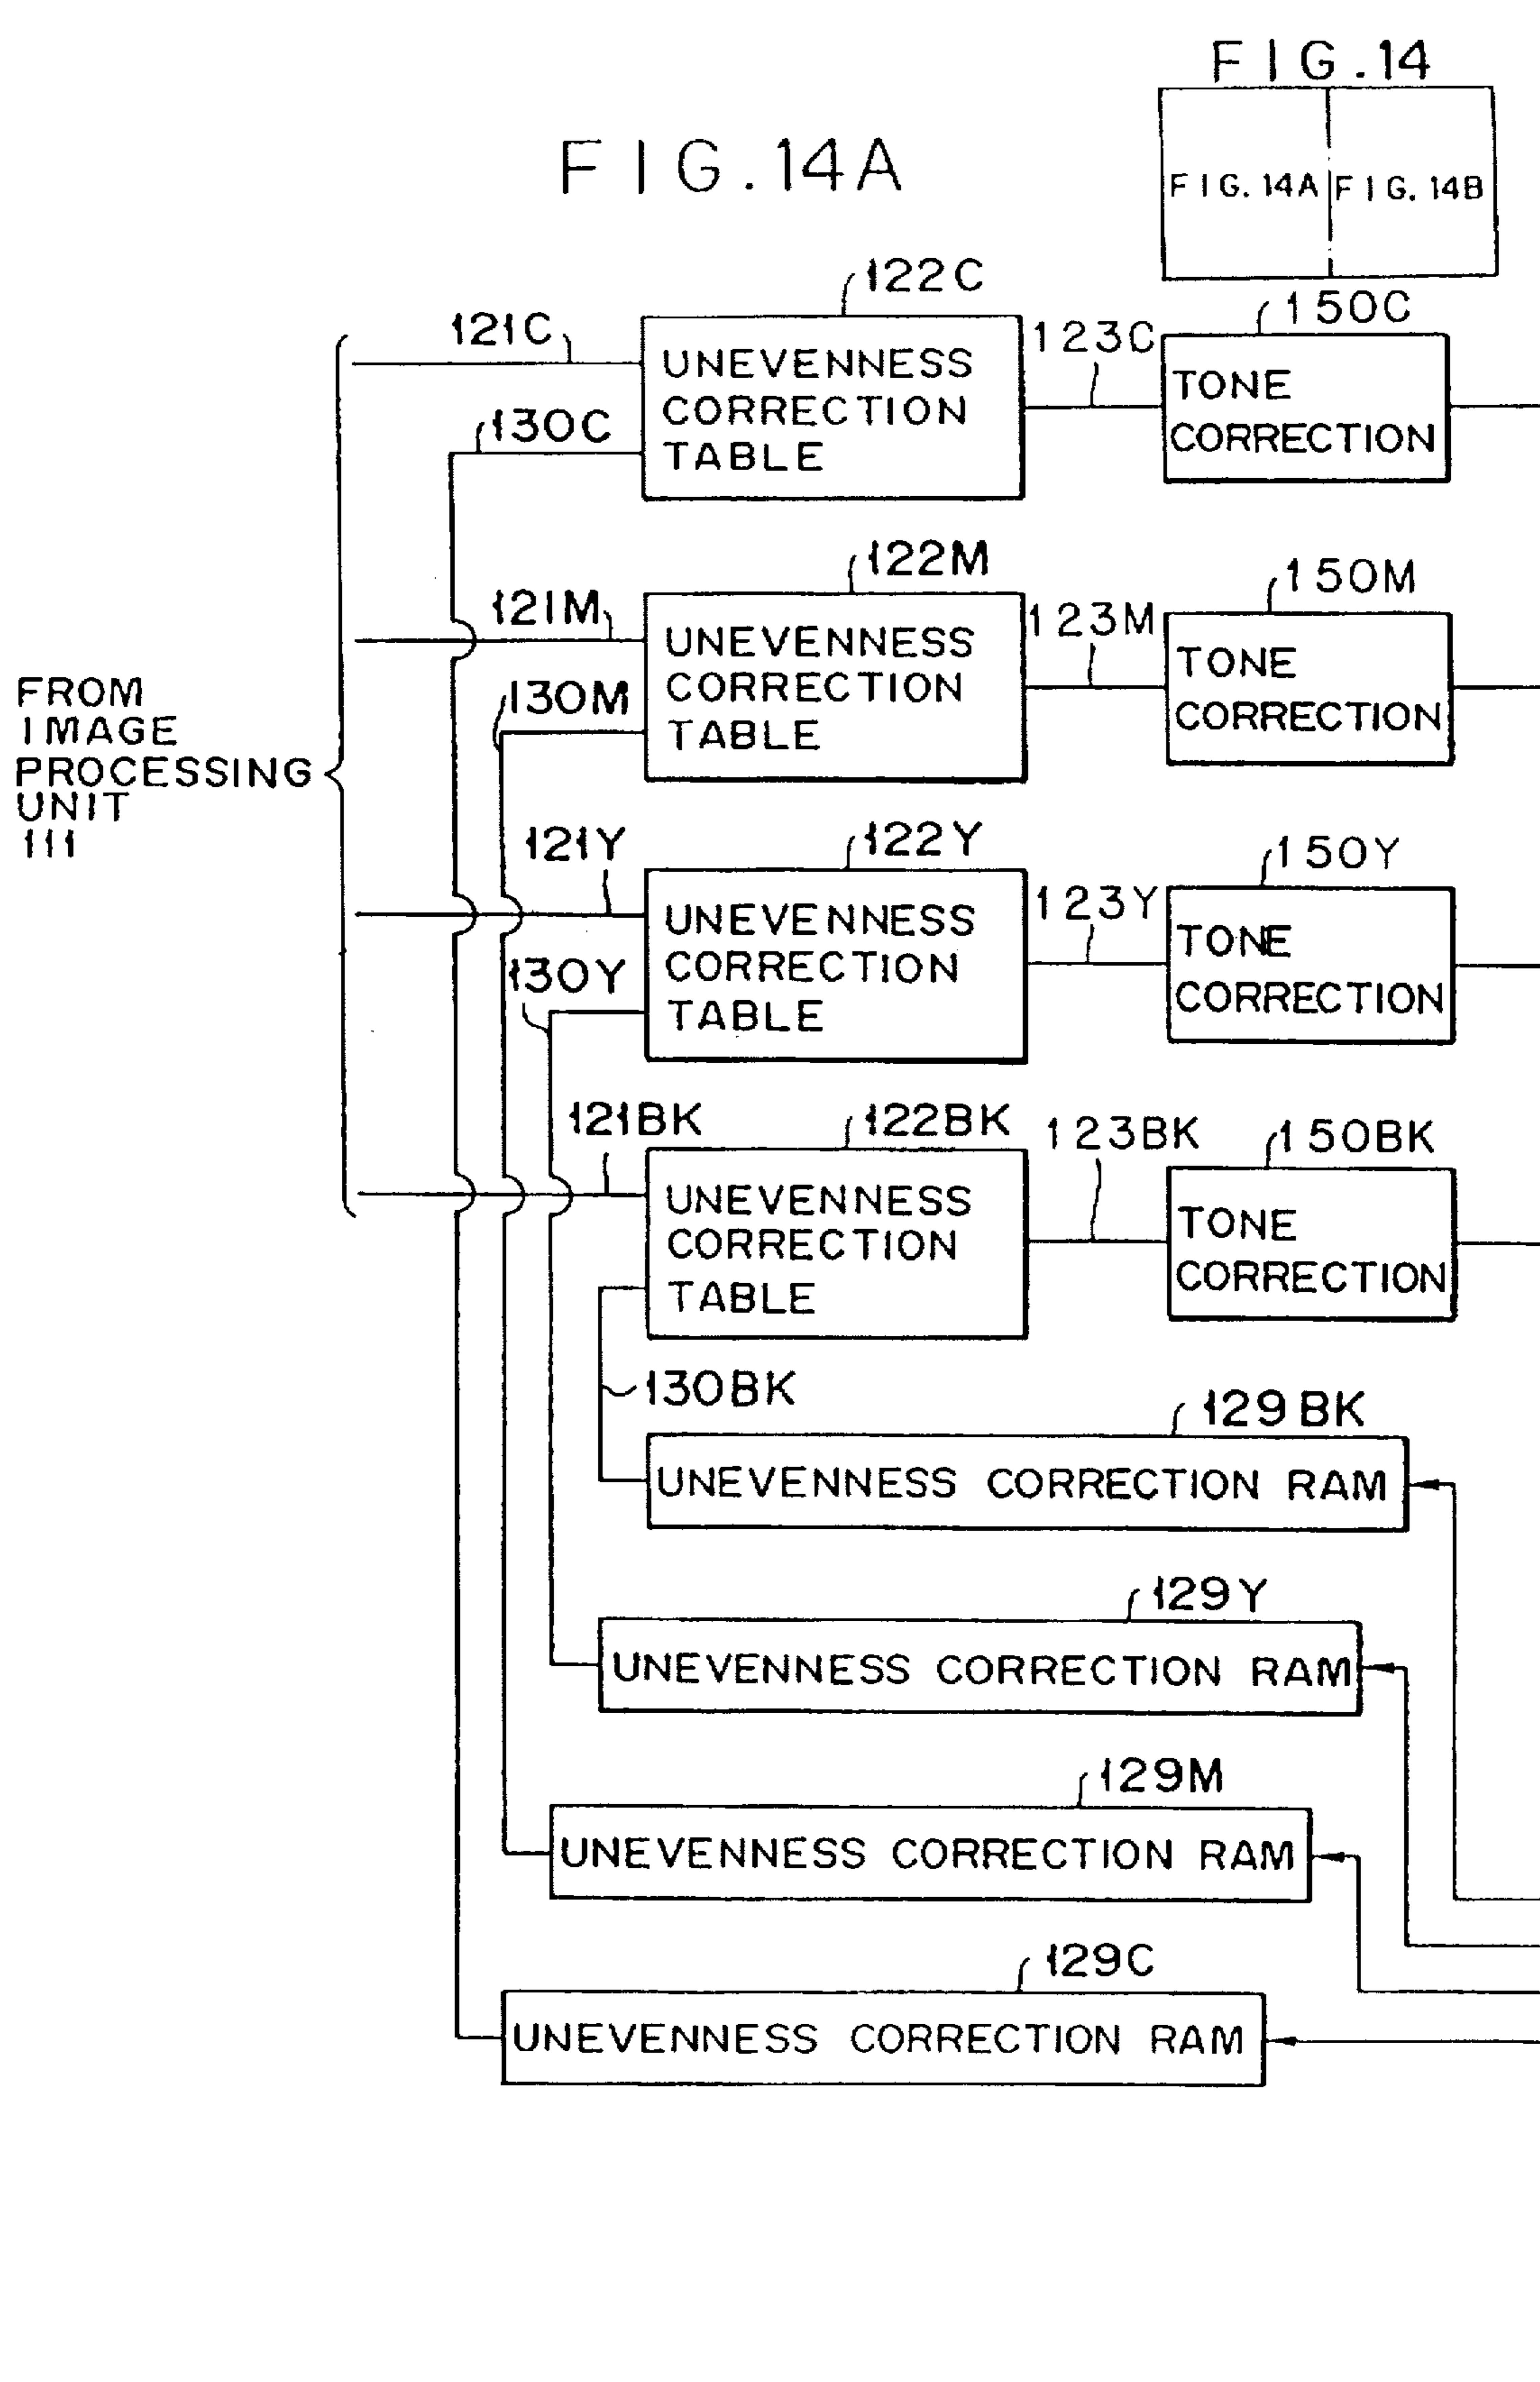 FIG.14
FIG.14A
FIG. 14A
FIG. 14B
122C
150C
121C
123C
UNEVENNESS
CORRECTION
TABLE
TONE
CORRECTION
130C
122M
150M
121M
123M
UNEVENNESS
CORRECTION
TABLE
TONE
CORRECTION
130M
FROM
IMAGE
PROCESSING
UNIT
111
122Y
150Y
121Y
123Y
UNEVENNESS
CORRECTION
TABLE
TONE
CORRECTION
130Y
121BK
122BK
123BK
150BK
UNEVENNESS
CORRECTION
TABLE
TONE
CORRECTION
130BK
129BK
UNEVENNESS CORRECTION RAM
129Y
UNEVENNESS CORRECTION RAM
129M
UNEVENNESS CORRECTION RAM
129C
UNEVENNESS CORRECTION RAM